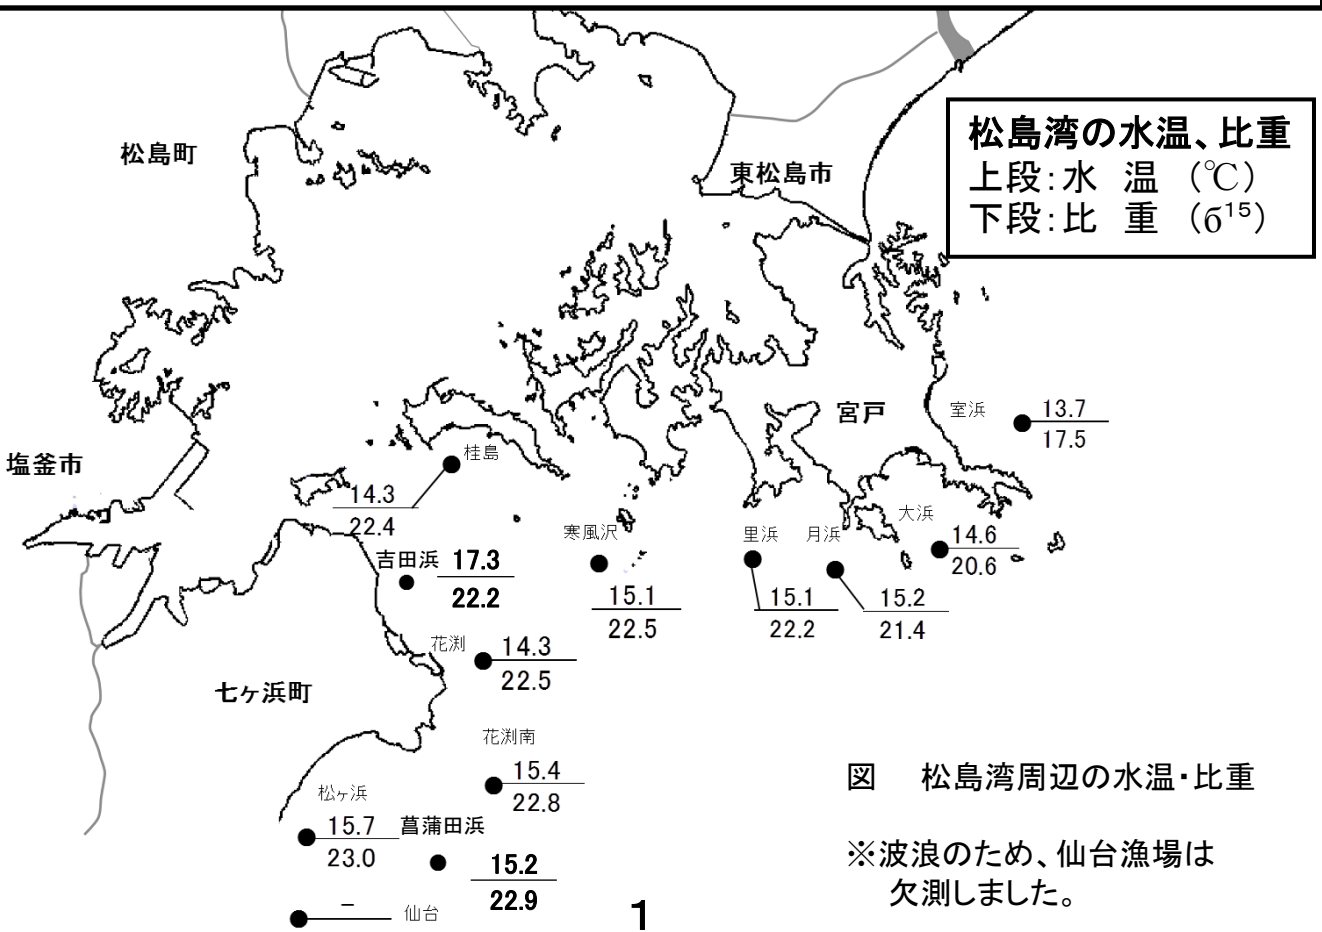 松島湾の水温、比重
上段:水 温 (℃)
下段:比 重 (б¹⁵)
松島町
東松島市
宮戸
室浜
13.7
17.5
塩釜市
桂島
14.3
22.4
大浜
14.6
20.6
寒風沢
15.1
22.5
里浜
15.1
22.2
月浜
15.2
21.4
吉田浜
17.3
22.2
花渕
14.3
22.5
七ヶ浜町
花渕南
15.4
22.8
松ヶ浜
15.7
23.0
菖蒲田浜
15.2
22.9
－
仙台
図 松島湾周辺の水温・比重
※波浪のため、仙台漁場は
欠測しました。
1